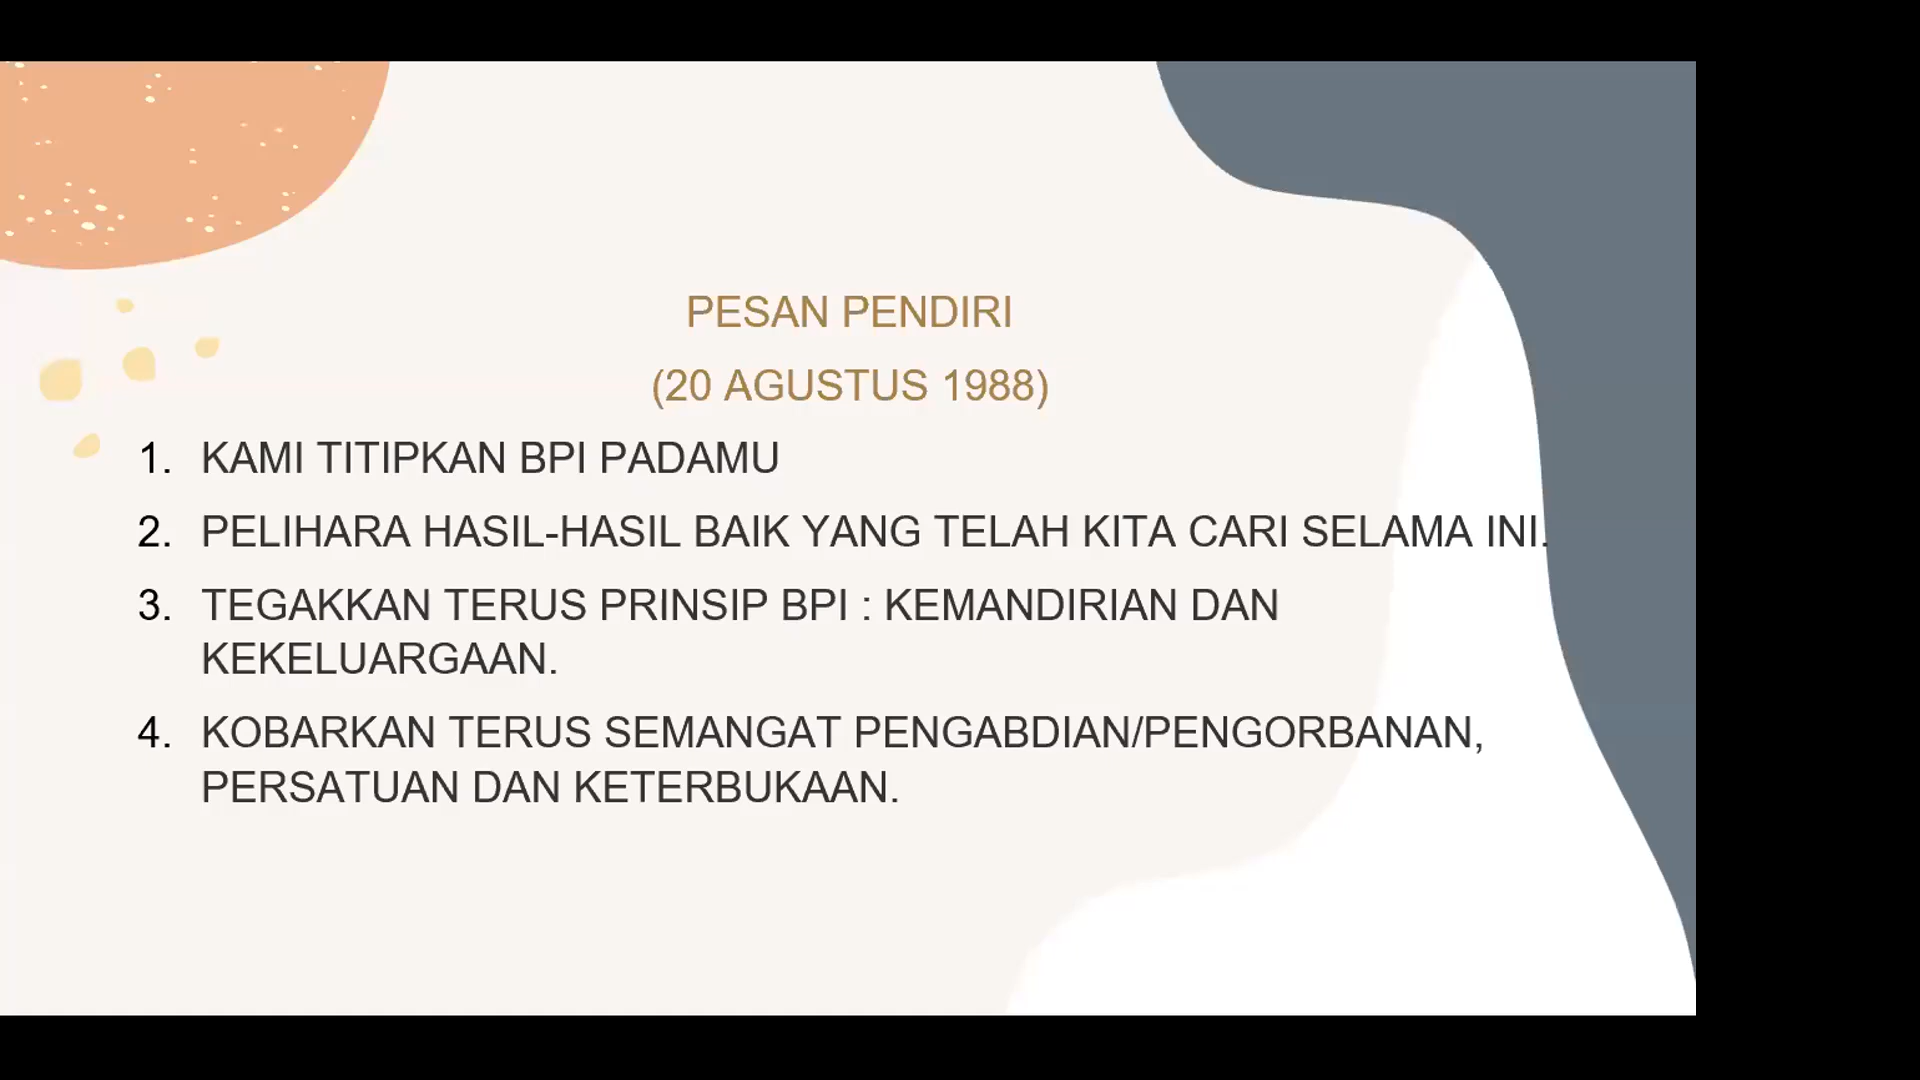 PESAN PENDIRI
(20 AGUSTUS 1988)
1. KAMI TITIPKAN BPI PADAMU
2. PELIHARA HASIL-HASIL BAIK YANG TELAH KITA CARI SELAMA INI.
3. TEGAKKAN TERUS PRINSIP BPI : KEMANDIRIAN DAN
KEKELUARGAAN.
4. KOBARKAN TERUS SEMANGAT PENGABDIAN/PENGORBANAN,
PERSATUAN DAN KETERBUKAAN.